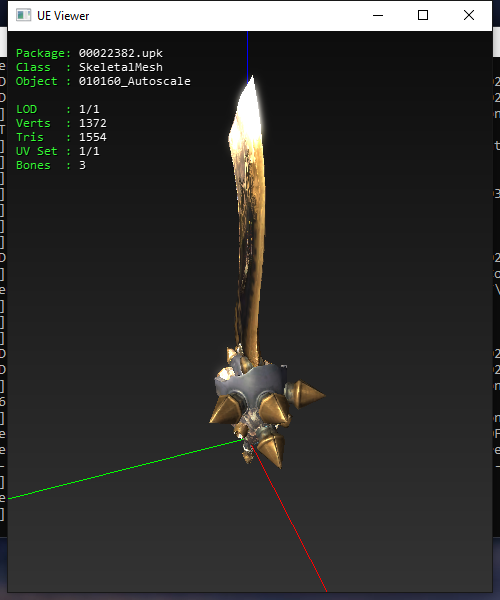 UE Viewer
Package: 00022382.upk
Class : SkeletalMesh
Object : 010160_Autoscale
LOD : 1/1
Verts : 1372
Tris : 1554
UV Set : 1/1
Bones : 3